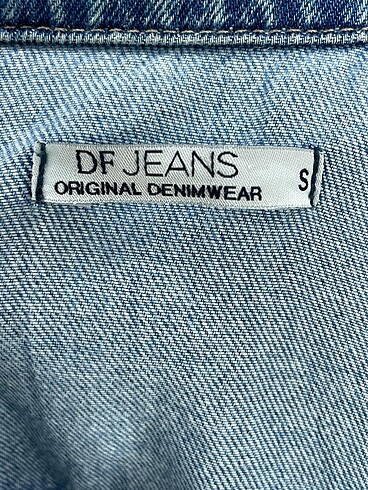 DF JEANS
ORIGINAL DENIMWEAR
S